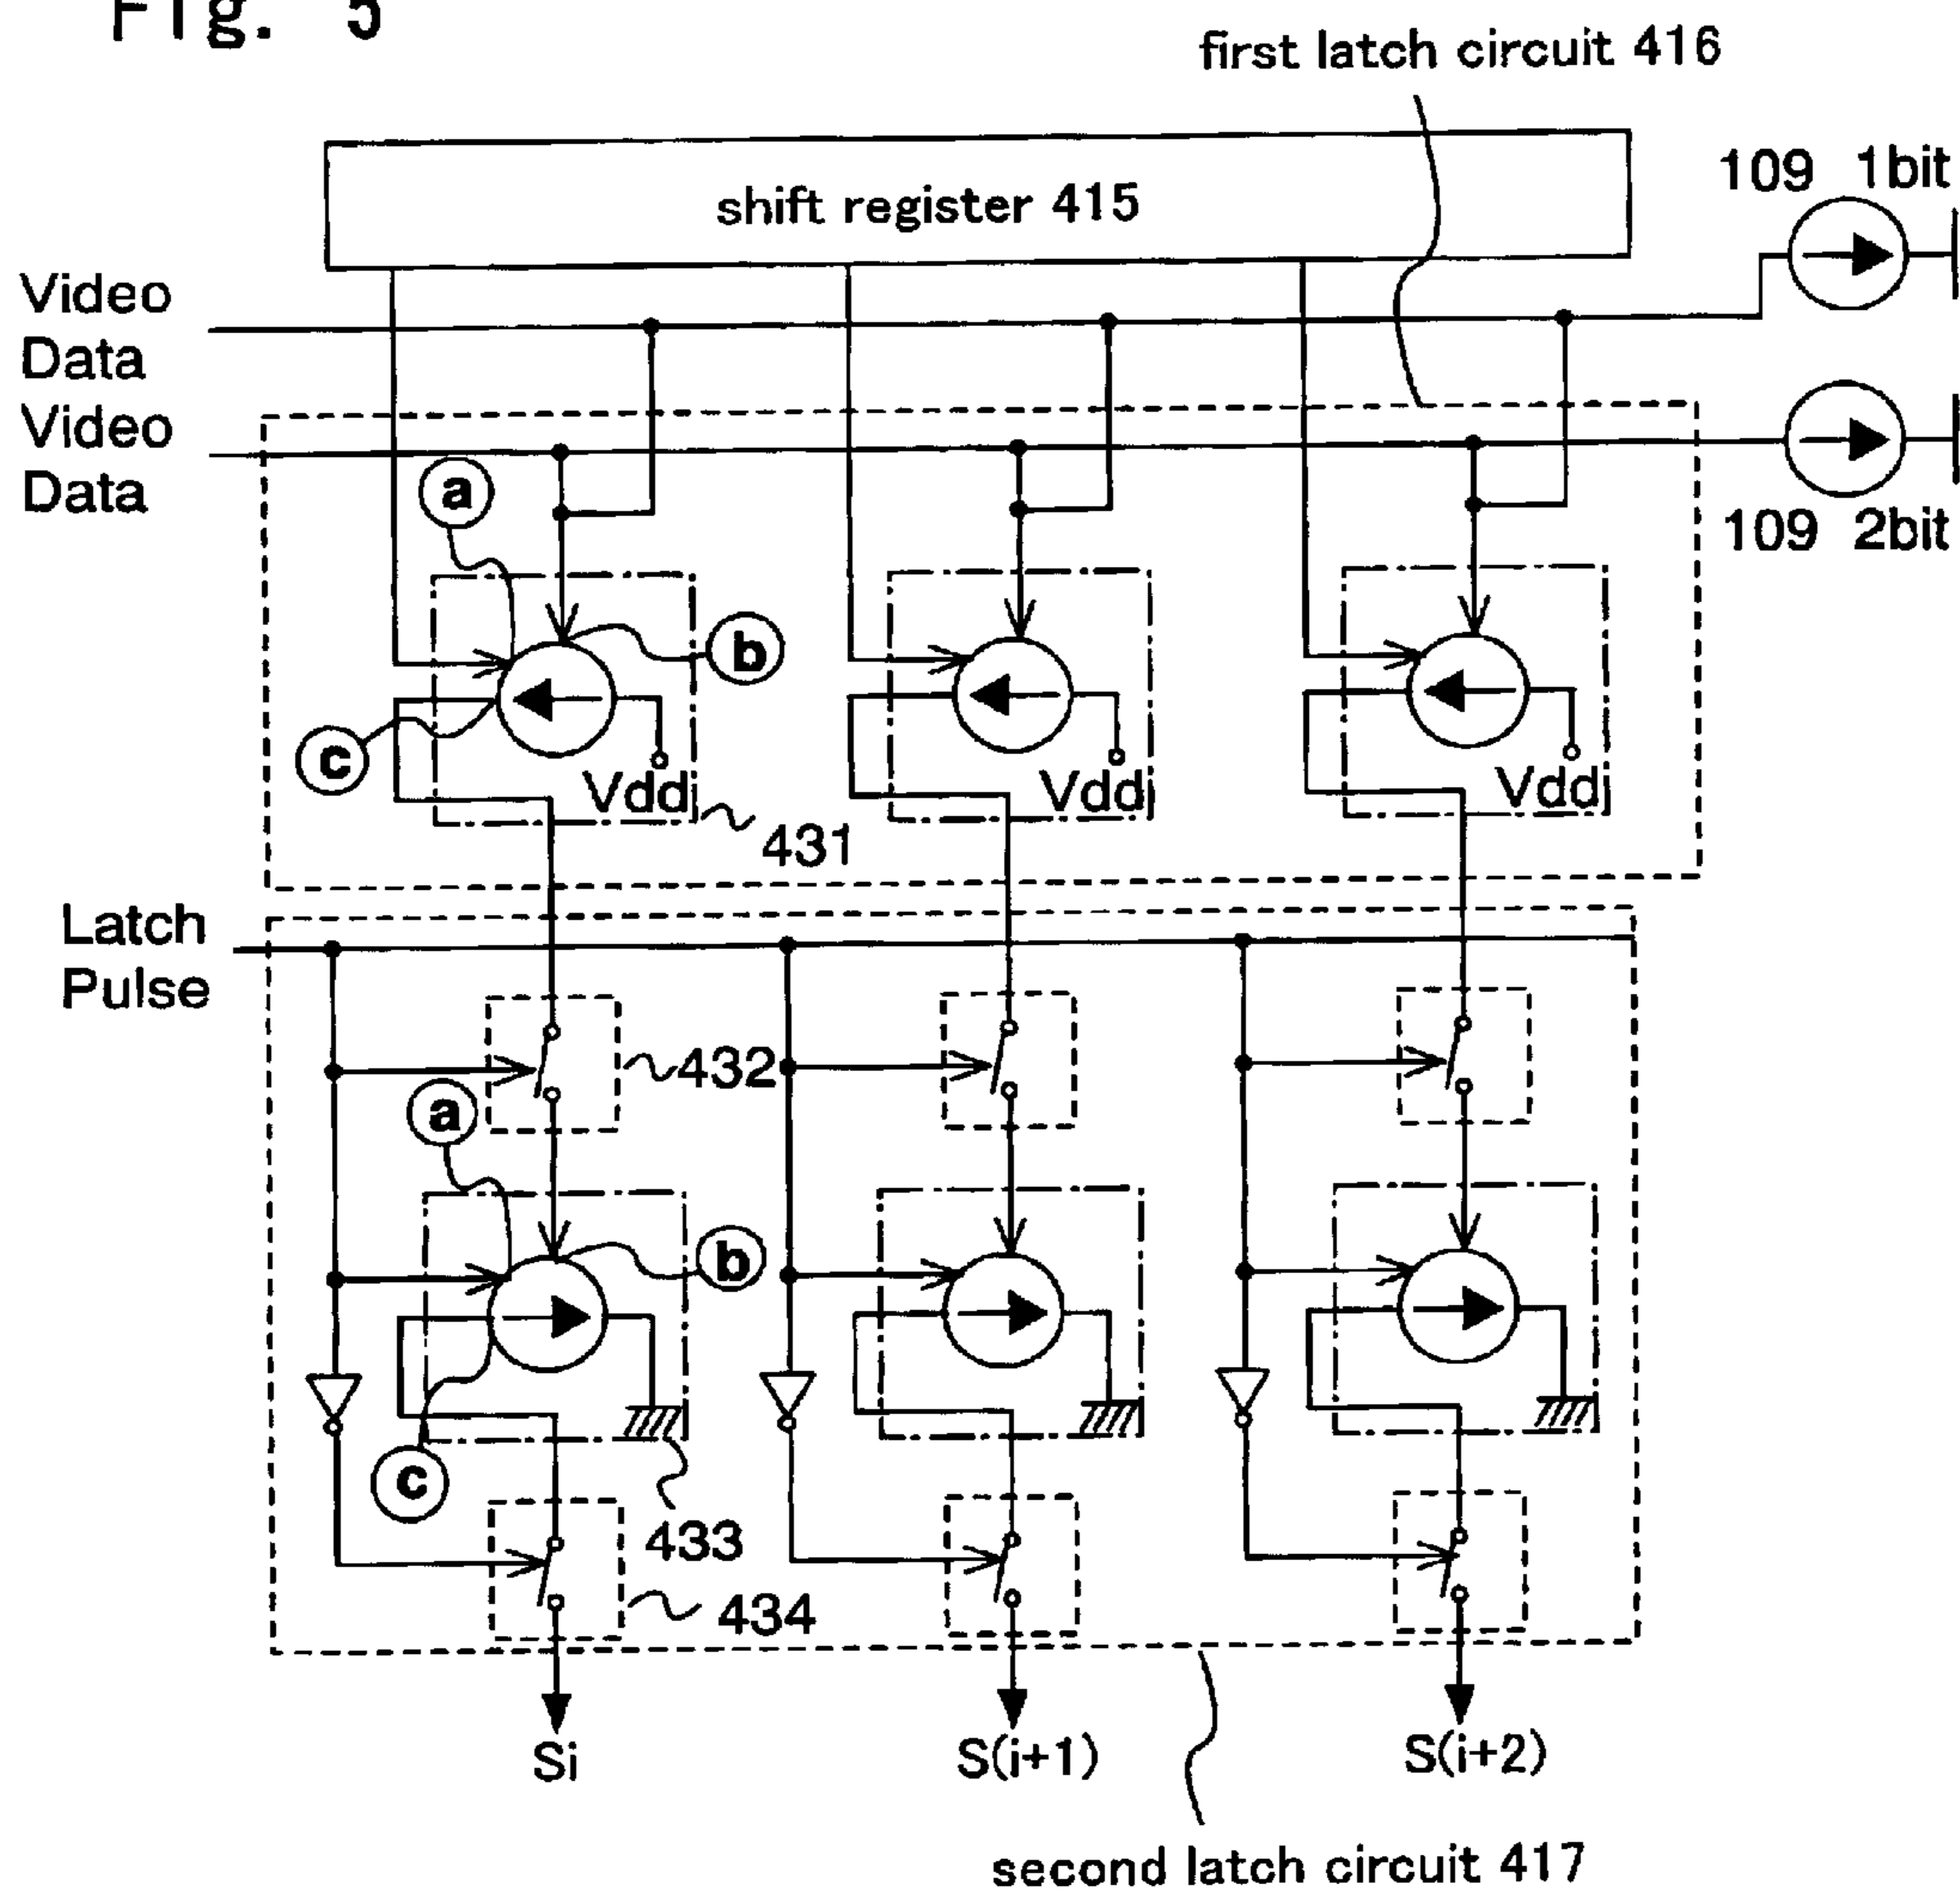 Fig. 5
first latch circuit 416
shift register 415
109 1bit
Video
Data
Video
Data
109 2bit
a
b
c
Vdd
Vdd
Vdd
431
Latch
Pulse
432
a
b
c
433
434
Si
S(i+1)
S(i+2)
second latch circuit 417